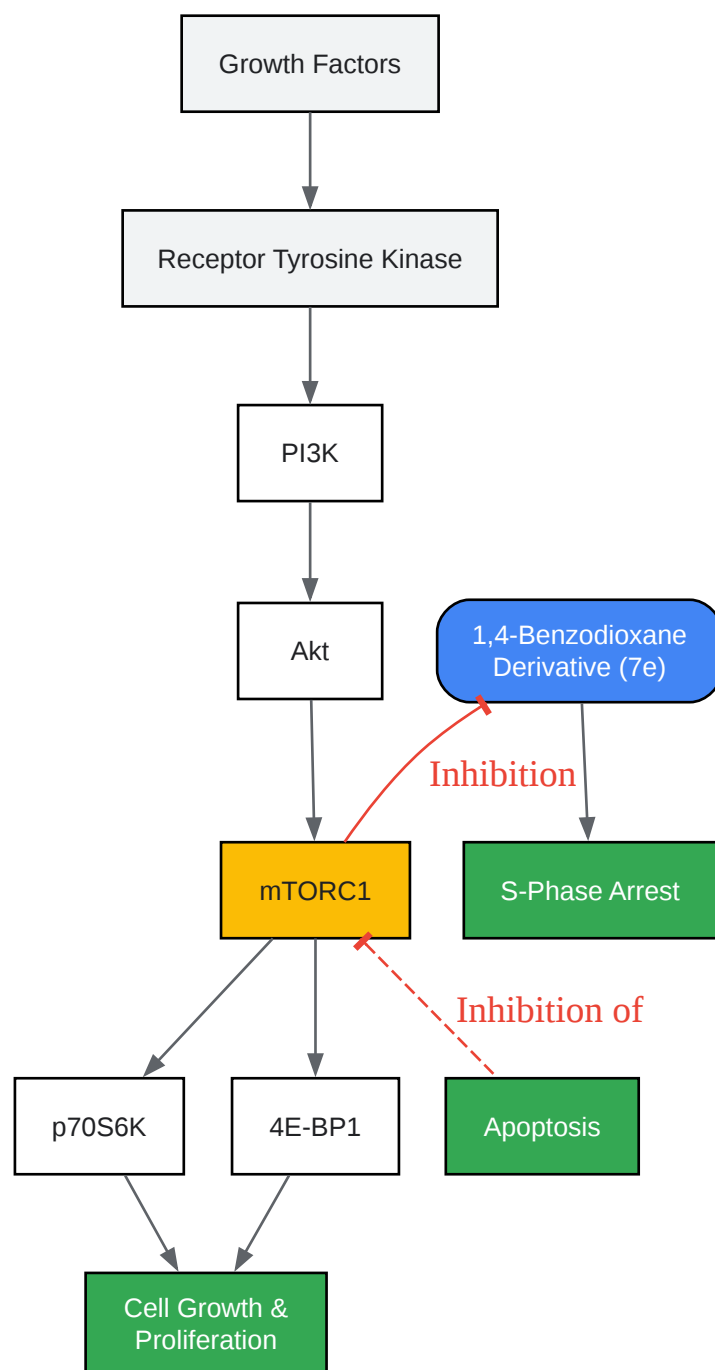 Growth Factors
Receptor Tyrosine Kinase
PI3K
Akt
1,4-Benzodioxane
Derivative (7e)
Inhibition
mTORC1
S-Phase Arrest
Inhibition of
p70S6K
4E-BP1
Apoptosis
Cell Growth &
Proliferation